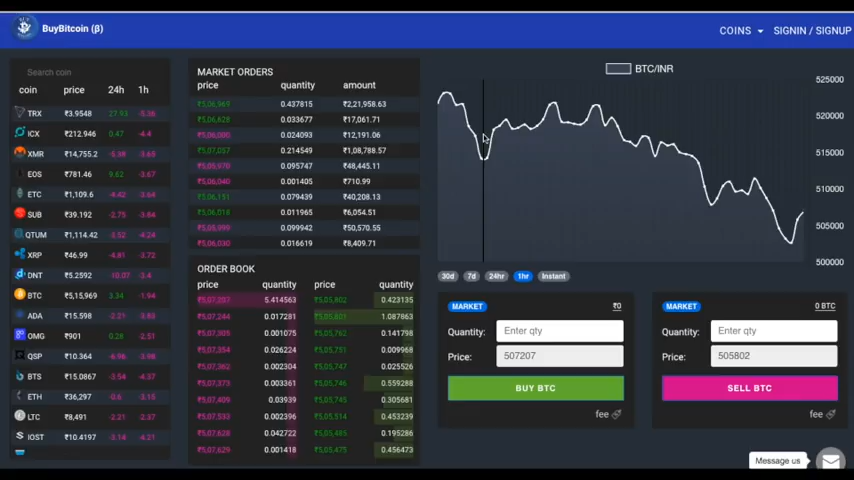 BuyBitcoin (β)
COINS SIGNIN / SIGNUP
Search coin
coin price 24h 1h
TRX ₹3.9548 27.93 -3.36
ICX ₹212.946 0.47 -4.4
XMR ₹14,755.2 -5.38 -3.65
EOS ₹781.46 9.62 -3.67
ETC ₹1,109.6 -4.42 -3.64
SUB ₹39.192 -2.75 -3.84
QTUM ₹1,114.42 -3.52 -4.24
XRP ₹46.99 -4.81 -3.72
DNT ₹5.2592 -10.07 -3.4
BTC ₹5,15,969 3.34 -1.94
ADA ₹15.598 -2.21 -3.83
OMG ₹901 0.28 -2.51
QSP ₹10.364 -6.96 -3.98
BTS ₹15.0867 -3.54 -4.37
ETH ₹36,297 -0.6 -3.15
LTC ₹8,491 -2.21 -2.37
IOST ₹10.4197 -3.14 -4.21
MARKET ORDERS
price quantity amount
₹5,06,969 0.437815 ₹2,21,958.63
₹5,06,628 0.033677 ₹17,061.71
₹5,06,000 0.024093 ₹12,191.06
₹5,07,057 0.214549 ₹1,08,788.57
₹5,05,970 0.095747 ₹48,445.11
₹5,06,040 0.001405 ₹710.99
₹5,06,151 0.079439 ₹40,208.13
₹5,06,018 0.011965 ₹6,054.51
₹5,05,999 0.099942 ₹50,570.55
₹5,06,030 0.016619 ₹8,409.71
ORDER BOOK
price quantity price quantity
₹5,07,207 5.414563 ₹5,05,802 0.423135
₹5,07,244 0.017281 ₹5,05,801 1.087863
₹5,07,305 0.001075 ₹5,05,762 0.141798
₹5,07,354 0.026224 ₹5,05,751 0.009968
₹5,07,362 0.002304 ₹5,05,747 0.025526
₹5,07,373 0.003361 ₹5,05,746 0.559288
₹5,07,409 0.03939 ₹5,05,745 0.305681
₹5,07,533 0.002396 ₹5,05,514 0.453239
₹5,07,628 0.042722 ₹5,05,485 0.195286
₹5,07,629 0.001418 ₹5,05,475 0.456473
BTC/INR
525000
520000
515000
510000
505000
500000
30d 7d 24hr 1hr Instant
MARKET ₹0
Quantity: Enter qty
Price: 507207
BUY BTC
fee
MARKET 0 BTC
Quantity: Enter qty
Price: 505802
SELL BTC
fee
Message us